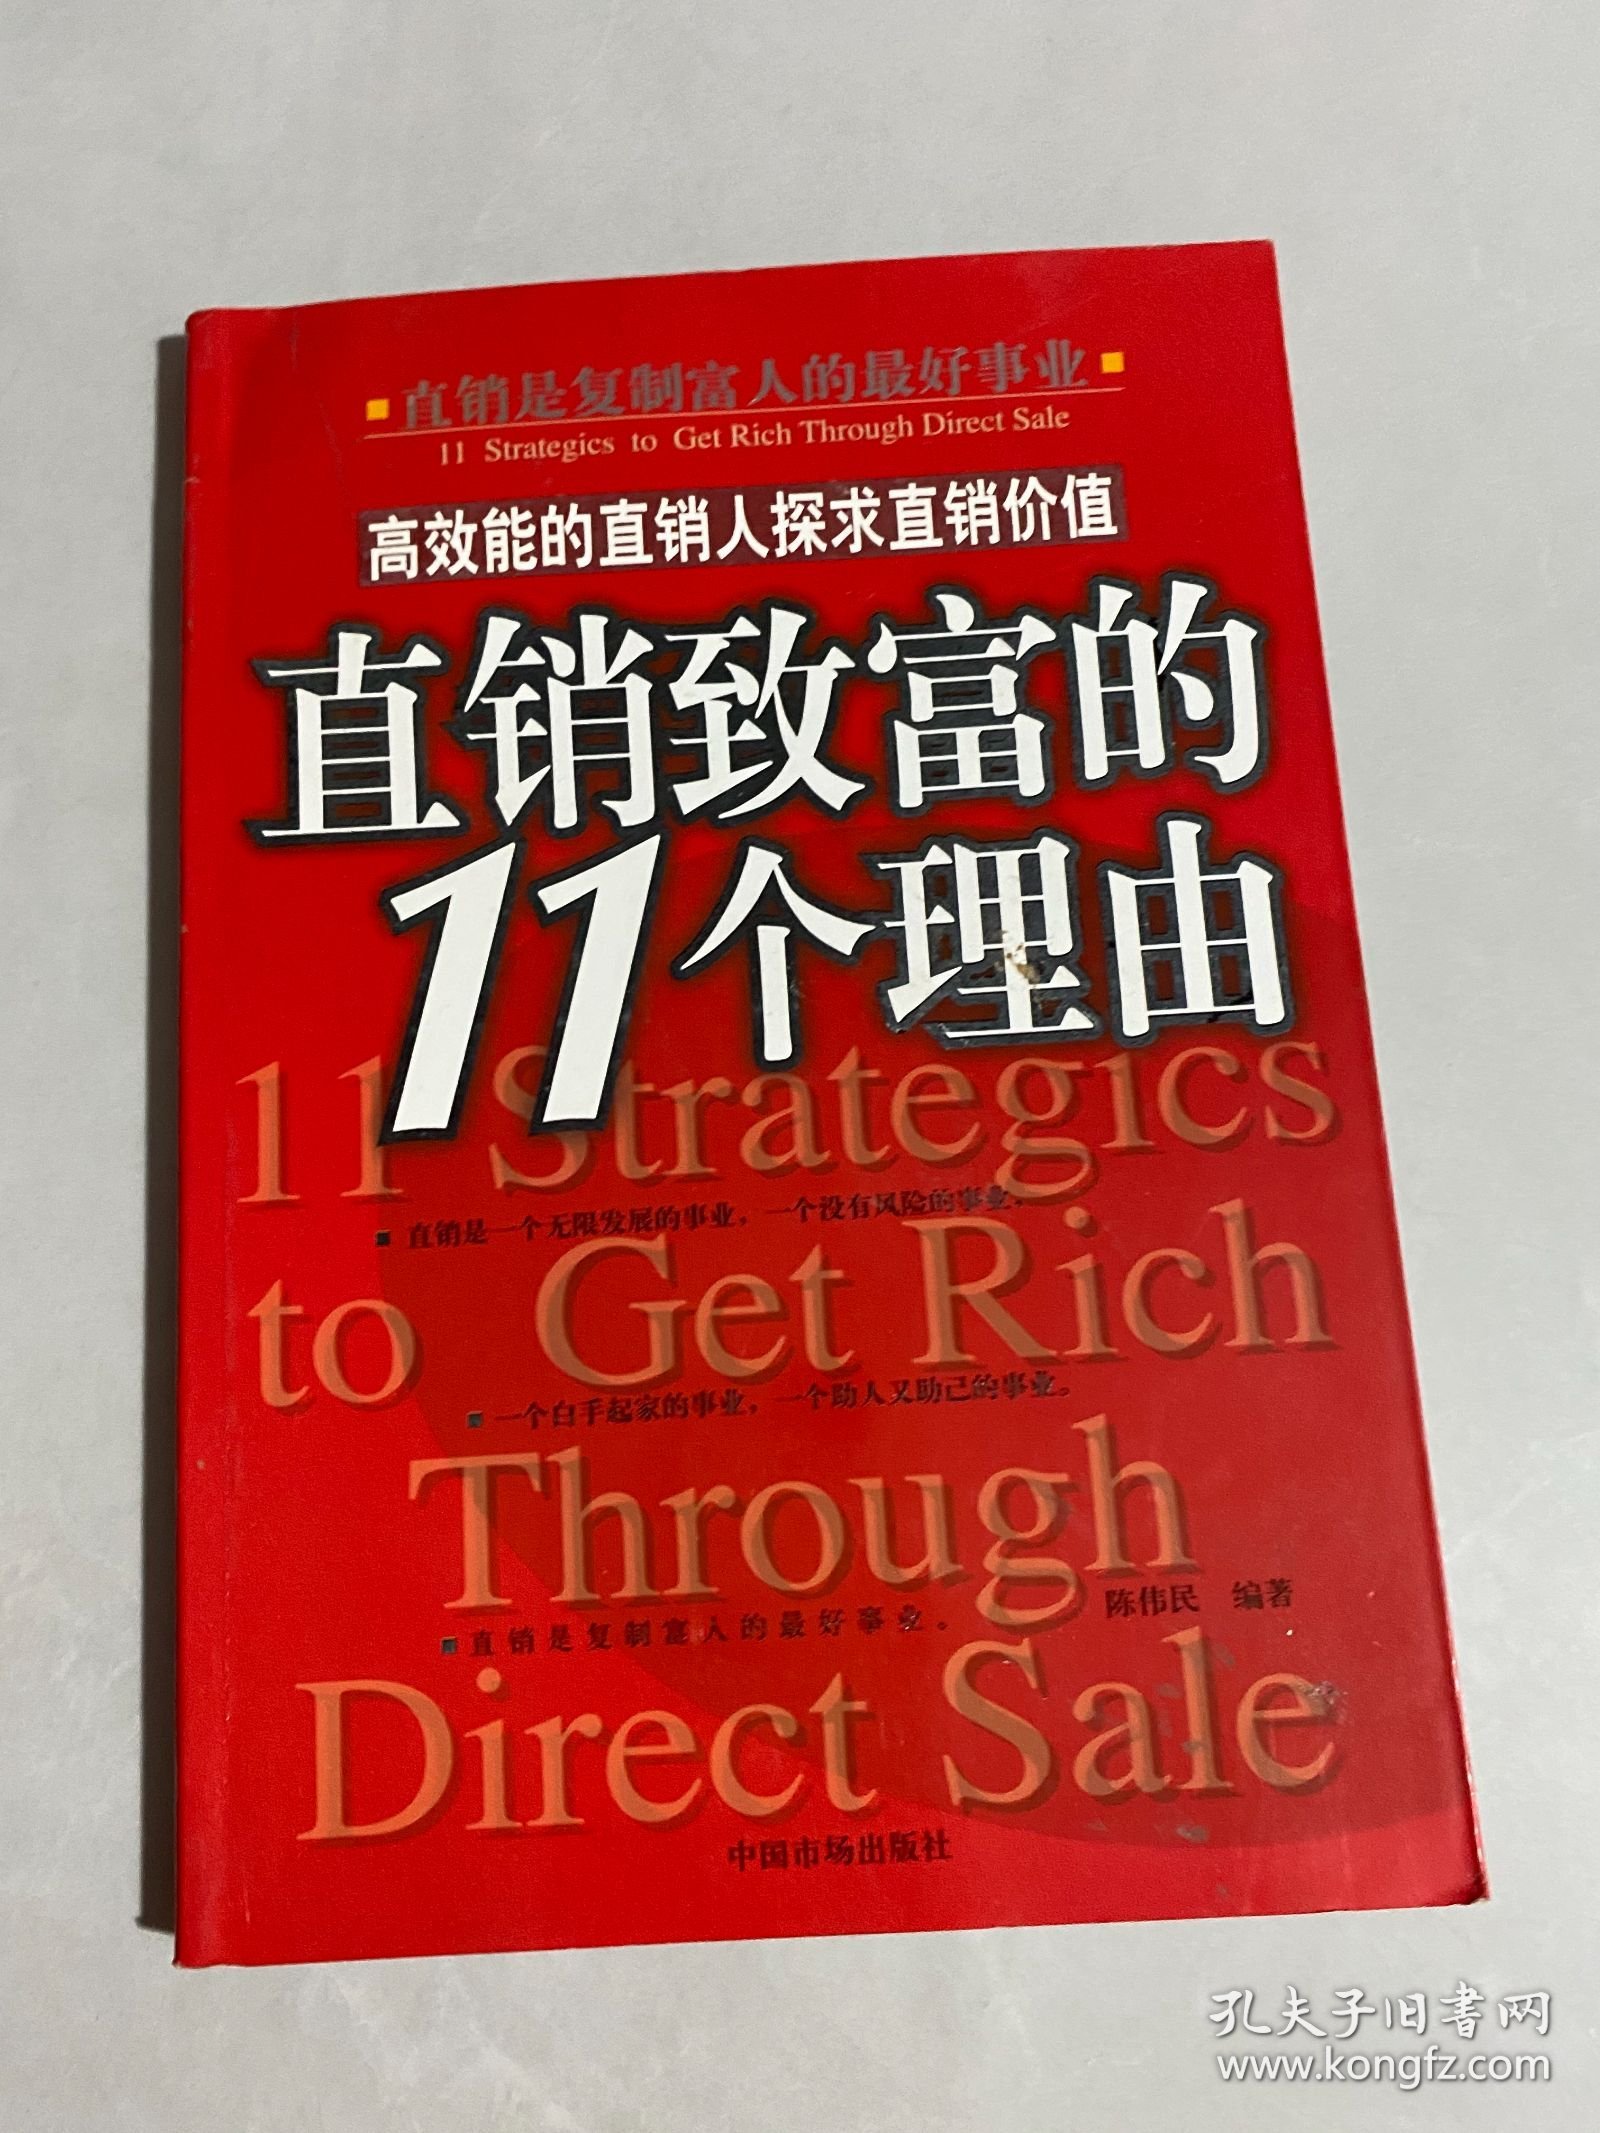 直销是复制富人的最好事业
11 Strategics to Get Rich Through Direct Sale
高效能的直销人探求直销价值
直销致富的
11个理由
11 Strategics
直销是一个无限发展的事业，一个没有风险的事业，
to Get Rich
一个白手起家的事业，一个助人又助己的事业。
Through
陈伟民 编著
直销是复制富人的最好事业。
Direct Sale
中国市场出版社
孔夫子旧书网
www.kongfz.com